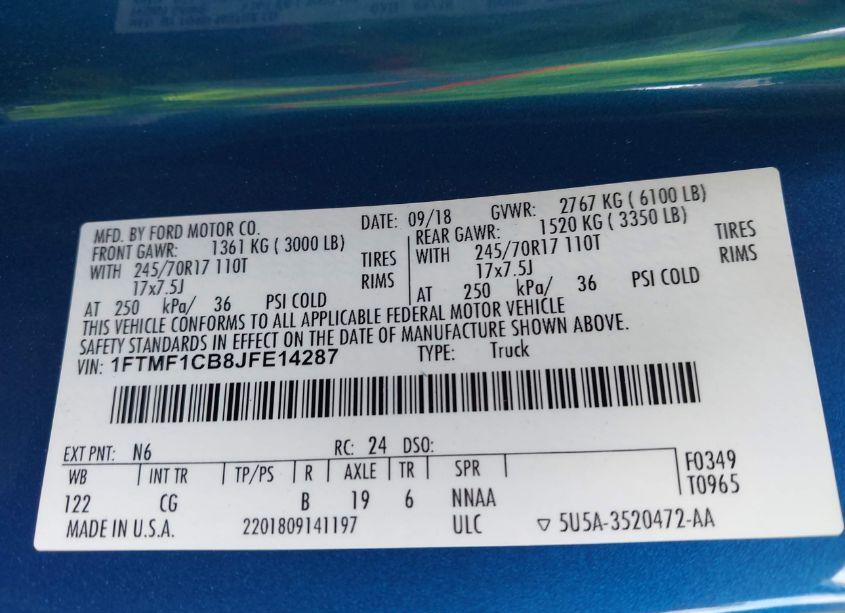 MFD. BY FORD MOTOR CO. DATE: 09/18 GVWR: 2767 KG ( 6100 LB)
FRONT GAWR: 1361 KG ( 3000 LB) REAR GAWR: 1520 KG ( 3350 LB)
WITH 245/70R17 110T TIRES WITH 245/70R17 110T TIRES
17x7.5J RIMS 17x7.5J RIMS
AT 250 kPa/ 36 PSI COLD AT 250 kPa/ 36 PSI COLD
THIS VEHICLE CONFORMS TO ALL APPLICABLE FEDERAL MOTOR VEHICLE
SAFETY STANDARDS IN EFFECT ON THE DATE OF MANUFACTURE SHOWN ABOVE.
VIN: 1FTMF1CB8JFE14287 TYPE: Truck
EXT PNT: N6 RC: 24 DSO:
WB INT TR TP/PS R AXLE TR SPR F0349
122 CG B 19 6 NNAA T0965
MADE IN U.S.A. 2201809141197 ULC ▽ 5U5A-3520472-AA